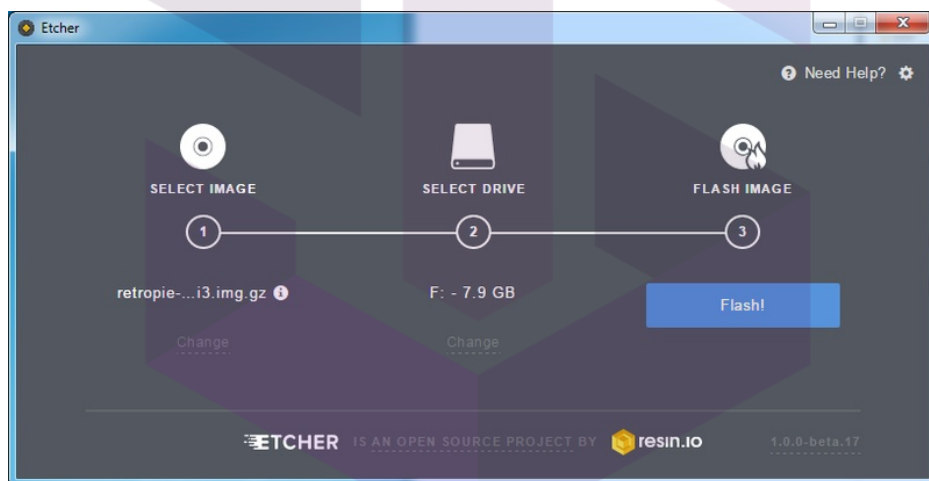 Etcher
Need Help?
SELECT IMAGE
SELECT DRIVE
FLASH IMAGE
1
2
3
retropie-...i3.img.gz
F: - 7.9 GB
Flash!
Change
Change
ETCHER IS AN OPEN SOURCE PROJECT BY resin.io 1.0.0-beta.17